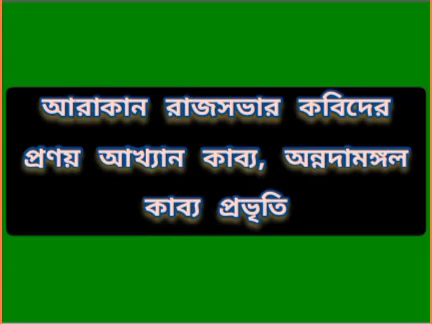 আরাকান রাজসভার কবিদের
প্রণয় আখ্যান কাব্য, অন্নদামঙ্গল
কাব্য প্রভৃতি